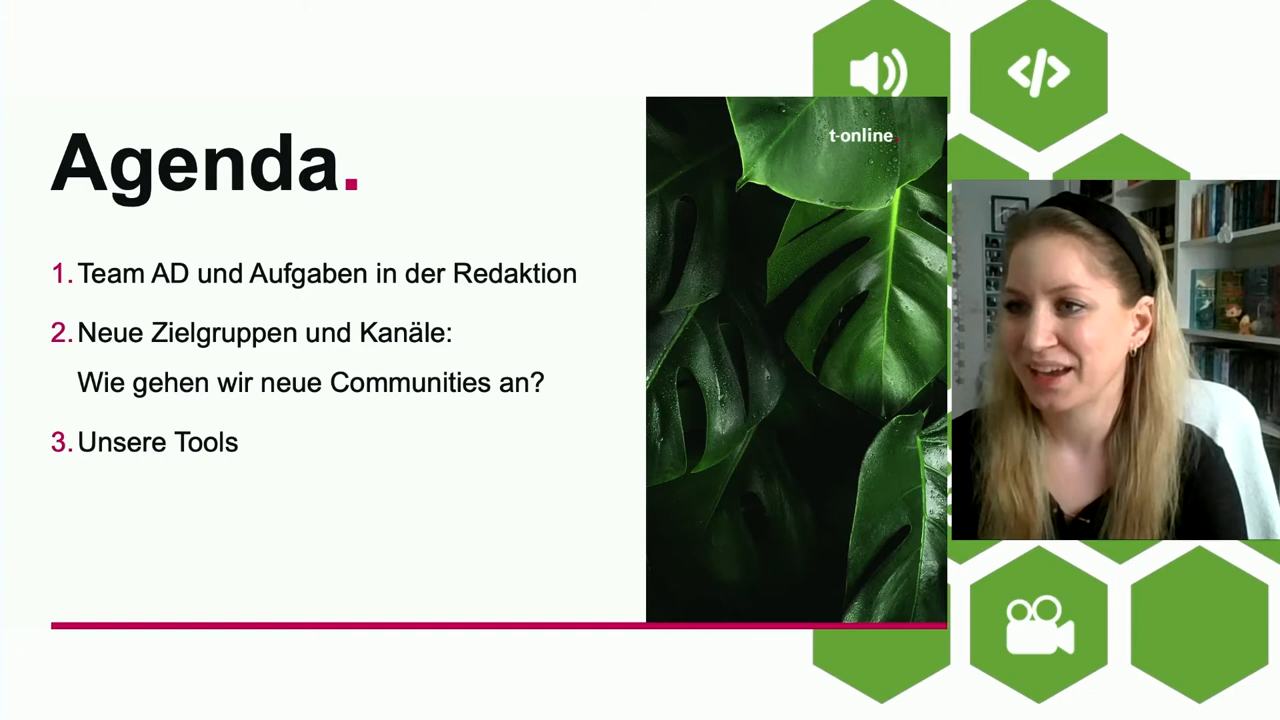 Agenda.
1. Team AD und Aufgaben in der Redaktion
2. Neue Zielgruppen und Kanäle:
Wie gehen wir neue Communities an?
3. Unsere Tools
t-online.
</>